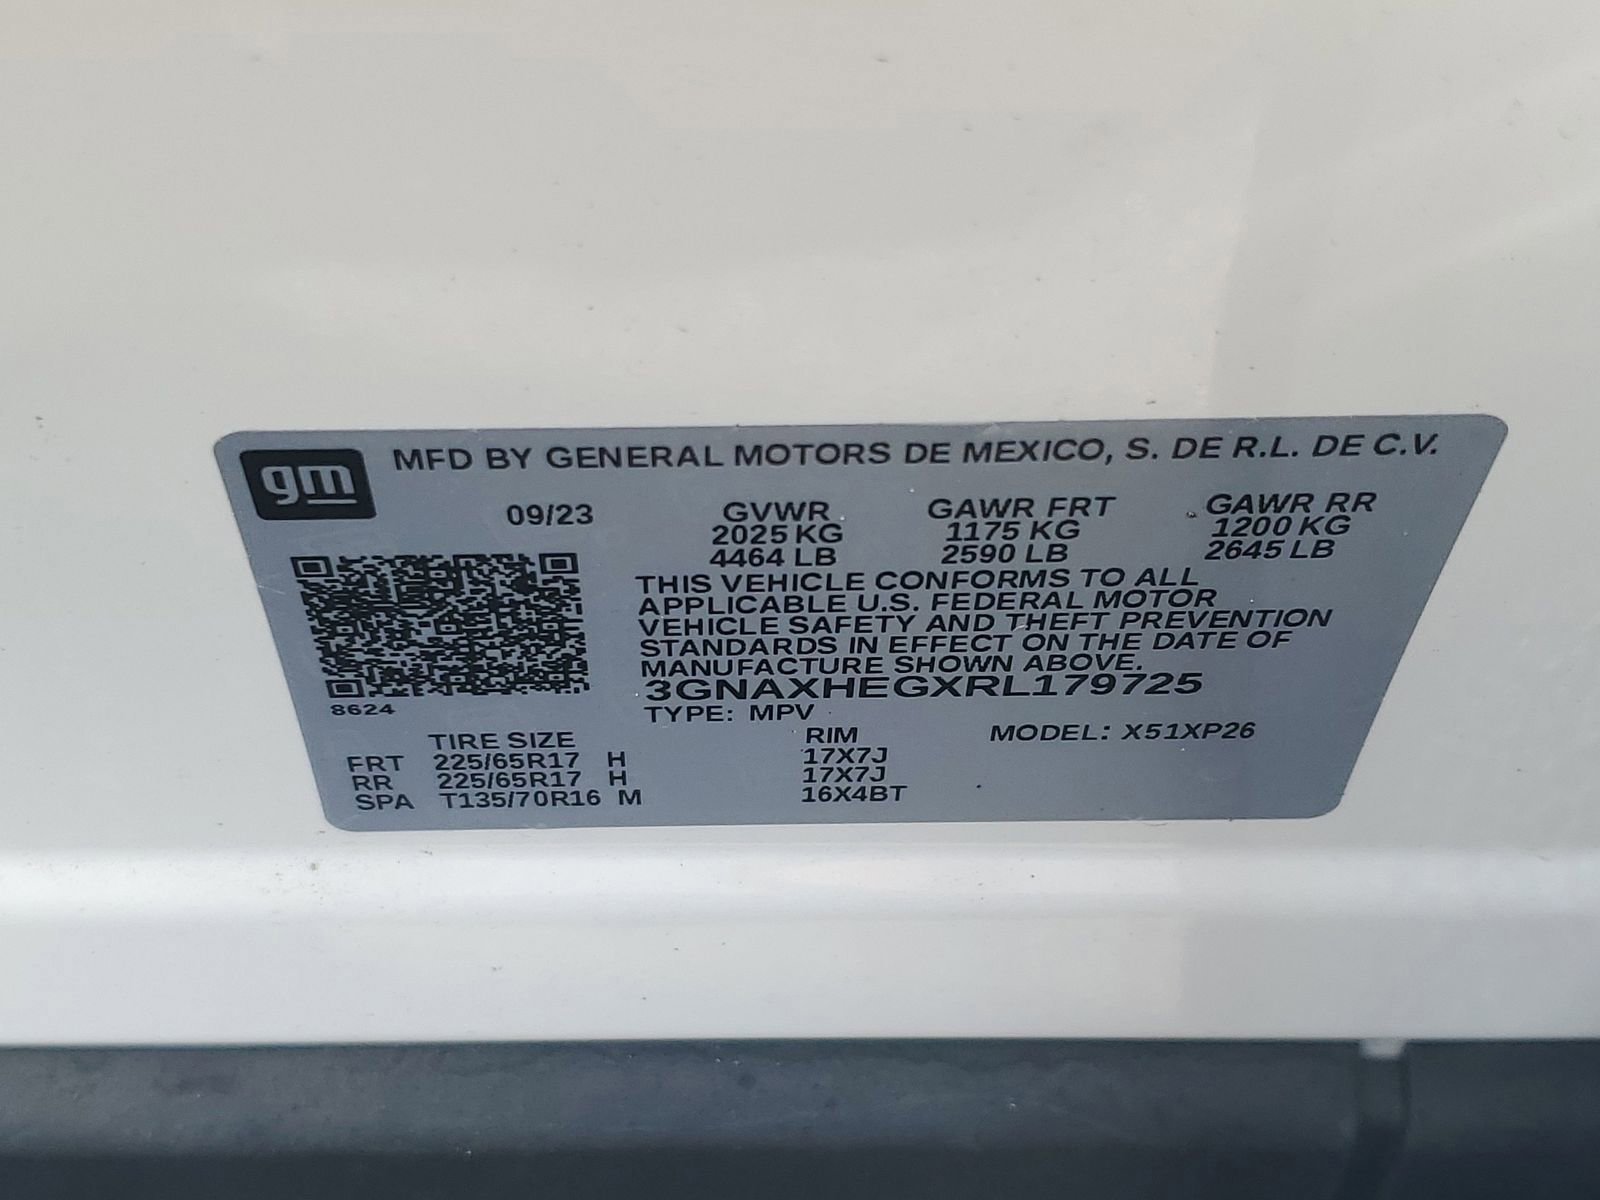 gm
MFD BY GENERAL MOTORS DE MEXICO, S. DE R.L. DE C.V.
09/23 GVWR GAWR FRT GAWR RR
2025 KG 1175 KG 1200 KG
4464 LB 2590 LB 2645 LB
THIS VEHICLE CONFORMS TO ALL
APPLICABLE U.S. FEDERAL MOTOR
VEHICLE SAFETY AND THEFT PREVENTION
STANDARDS IN EFFECT ON THE DATE OF
MANUFACTURE SHOWN ABOVE.
3GNAXHEGXRL179725
8624
TYPE: MPV
TIRE SIZE RIM MODEL: X51XP26
FRT 225/65R17 H 17X7J
RR 225/65R17 H 17X7J
SPA T135/70R16 M 16X4BT